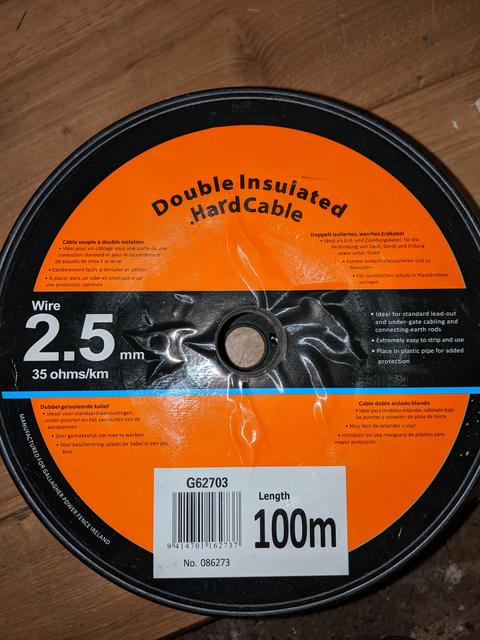 Double Insulated
Hard Cable
Câble souple à double isolation
• Idéal pour un câblage sous une porte ou une
conduction standard et pour le raccordement
de piquets de mise à la terre
• Extrêmement facile à dénuder et utiliser
• A placer dans un sabe en plastique pour
une protection optimale
Doppelt isoliertes, weiches Erdkabel
• Ideal als Erd- und Zuleitungskabel für die
Verbindung von Zaun, Gerät und Erdung
sowie unter Toren
• Extrem einfach abzuisolieren und zu
benutzen
• Für zusätzlichen Schutz in Plastikrohren
verlegen
Wire
2.5 mm
35 ohms/km
• Ideal for standard lead-out
and under-gate cabling and
connecting earth rods
• Extremely easy to strip and use
• Place in plastic pipe for added
protection
Dubbel geïsoleerde kabel
• Ideaal voor standaard aansluitingen,
onder poorten en het aansluiten van de
aardpennen
• Zeer gemakkelijk om mee te werken
• Voor bescherming: plaats de kabel in een pvc
buis
Cable doble aislado blando
• Ideal para tendidos estándar, cableado bajo
las puertas y conexión de picas de tierra
• Muy fácil de extender y usar
• Introducir en una manguera de plástico para
mayor protección
MANUFACTURED FOR GALLAGHER POWER FENCE IRELAND
G62703
9 414701 162737
No. 086273
Length
100m